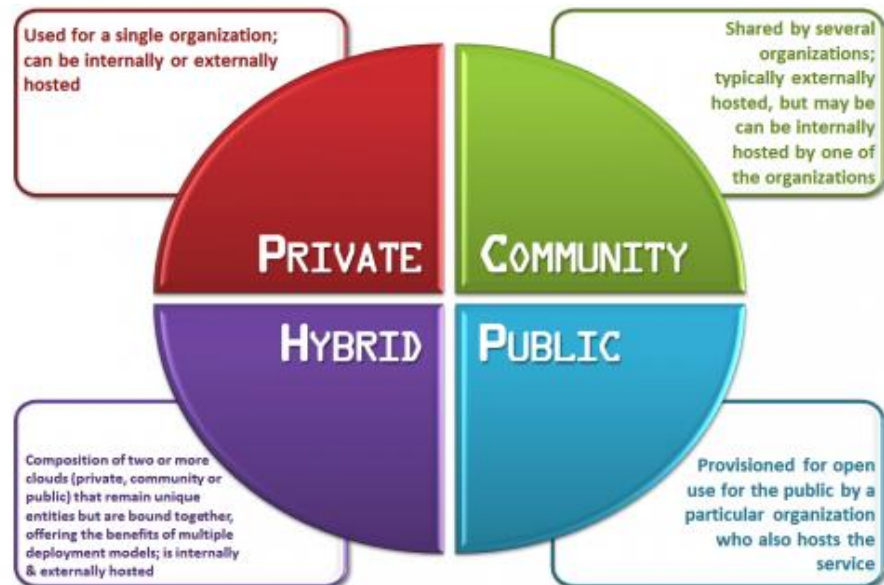 Used for a single organization;
can be internally or externally
hosted
Shared by several
organizations;
typically externally
hosted, but may be
can be internally
hosted by one of
the organizations
PRIVATE
COMMUNITY
HYBRID
PUBLIC
Composition of two or more
clouds (private, community or
public) that remain unique
entities but are bound together,
offering the benefits of multiple
deployment models; is internally
& externally hosted
Provisioned for open
use for the public by a
particular organization
who also hosts the
service